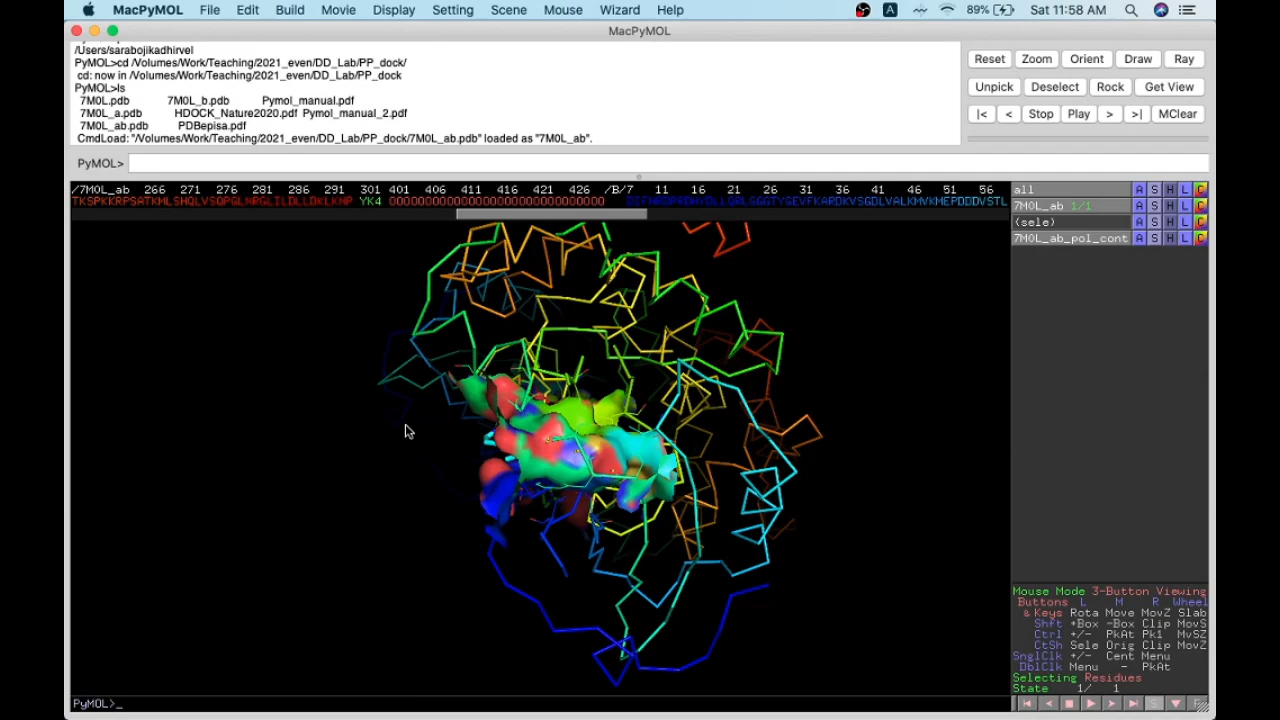 MacPyMOL File Edit Build Movie Display Setting Scene Mouse Wizard Help A 89% Sat 11:58 AM
MacPyMOL
/Users/sarabojikadhirvel
PyMOL>cd /Volumes/Work/Teaching/2021_even/DD_Lab/PP_dock/
cd: now in /Volumes/Work/Teaching/2021_even/DD_Lab/PP_dock
PyMOL>ls
7M0L.pdb 7M0L_b.pdb Pymol_manual.pdf
7M0L_a.pdb HDOCK_Nature2020.pdf Pymol_manual_2.pdf
7M0L_ab.pdb PDBepisa.pdf
CmdLoad: "/Volumes/Work/Teaching/2021_even/DD_Lab/PP_dock/7M0L_ab.pdb" loaded as "7M0L_ab".
Reset Zoom Orient Draw Ray
Unpick Deselect Rock Get View
|< < Stop Play > >| MClear
PyMOL>
/7M0L_ab 266 271 276 281 286 291 296 301 401 406 411 416 421 426 /B/7 11 16 21 26 31 36 41 46 51 56
TKSPKKRPSATKMLSHQLVSQPGLNRGLILDLLDKLKNP YK4 OOOOOOOOOOOOOOOOOOOOOOOOOOOOOO
all A S H L C
7M0L_ab 1/1 A S H L C
(sele) A S H L C
7M0L_ab_pol_cont A S H L C
Mouse Mode 3-Button Viewing
Buttons L M R Wheel
& Keys Rota Move MovZ Slab
Shft +Box -Box Clip MovS
Ctrl +/- PkAt Pk1 MvSZ
CtSh Sele Orig Clip MovZ
SnglClk +/- Cent Menu
DblClk Menu - PkAt
Selecting Residues
State 1/ 1
PyMOL>_
S F